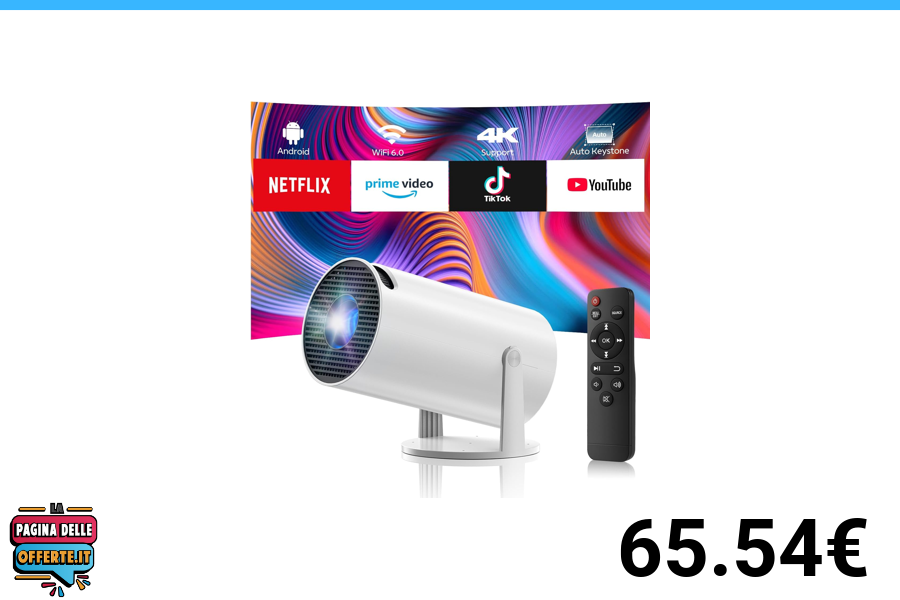 Android
WiFi 6.0
4K
Support
Auto
Auto Keystone
NETFLIX
prime video
TikTok
YouTube
OK
LA
PAGINA DELLE
OFFERTE.IT
65.54€